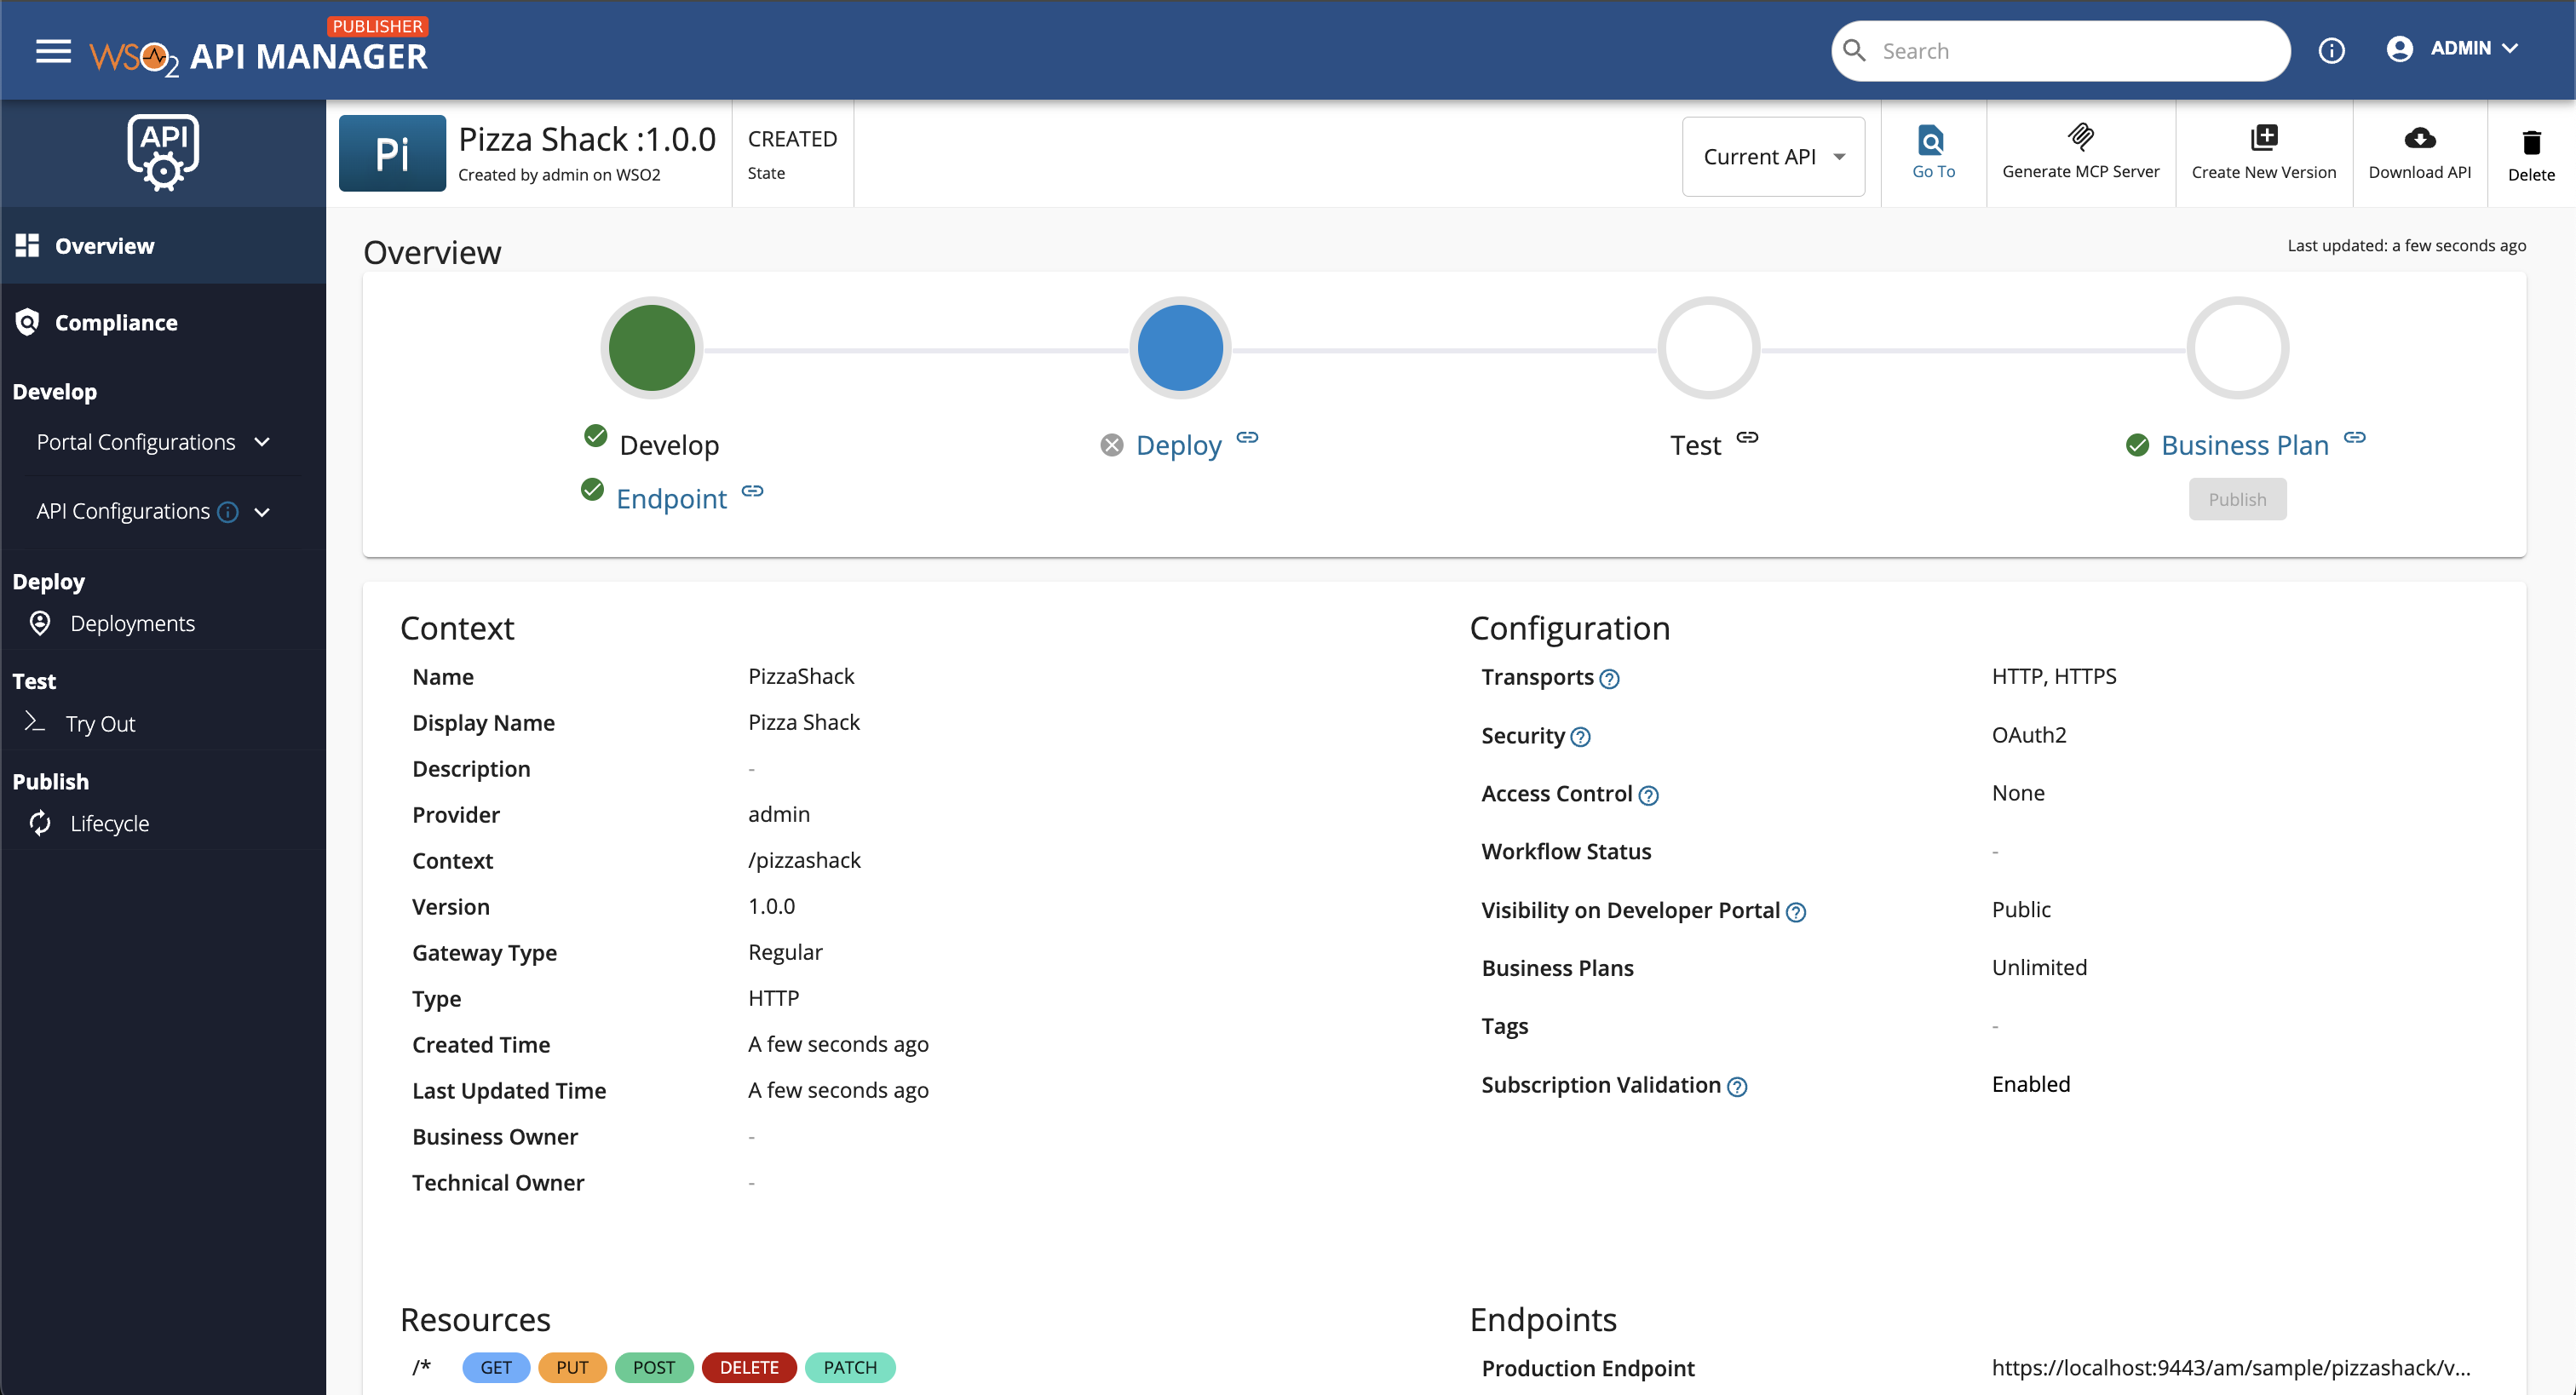 PUBLISHER
WSO2 API MANAGER
Search
ADMIN
API
Pi
Pizza Shack :1.0.0
Created by admin on WSO2
CREATED
State
Current API
Go To
Generate MCP Server
Create New Version
Download API
Delete
Overview
Compliance
Develop
Portal Configurations
API Configurations
Deploy
Deployments
Test
Try Out
Publish
Lifecycle
Overview
Last updated: a few seconds ago
Develop
Endpoint
Deploy
Test
Business Plan
Publish
Context
Name PizzaShack
Display Name Pizza Shack
Description -
Provider admin
Context /pizzashack
Version 1.0.0
Gateway Type Regular
Type HTTP
Created Time A few seconds ago
Last Updated Time A few seconds ago
Business Owner -
Technical Owner -
Configuration
Transports HTTP, HTTPS
Security OAuth2
Access Control None
Workflow Status -
Visibility on Developer Portal Public
Business Plans Unlimited
Tags -
Subscription Validation Enabled
Resources
/* GET PUT POST DELETE PATCH
Endpoints
Production Endpoint https://localhost:9443/am/sample/pizzashack/v...